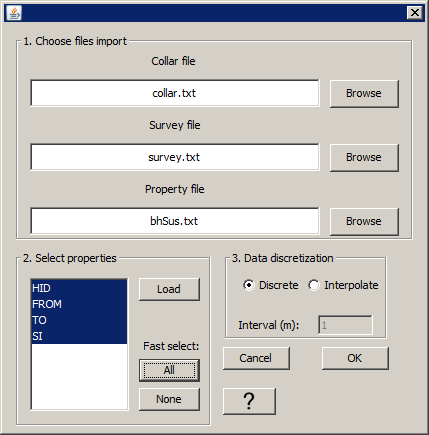 1. Choose files import
Collar file
collar.txt
Browse
Survey file
survey.txt
Browse
Property file
bhSus.txt
Browse
2. Select properties
HID
FROM
TO
SI
Load
Fast select:
All
None
3. Data discretization
Discrete
Interpolate
Interval (m):
1
Cancel
OK
?